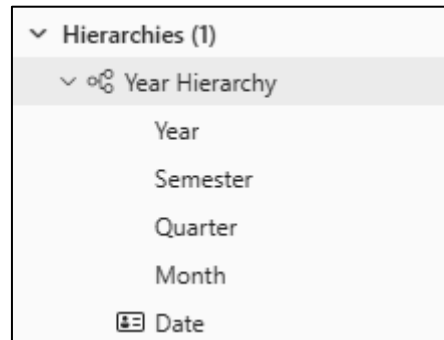 Hierarchies (1)
Year Hierarchy
Year
Semester
Quarter
Month
Date